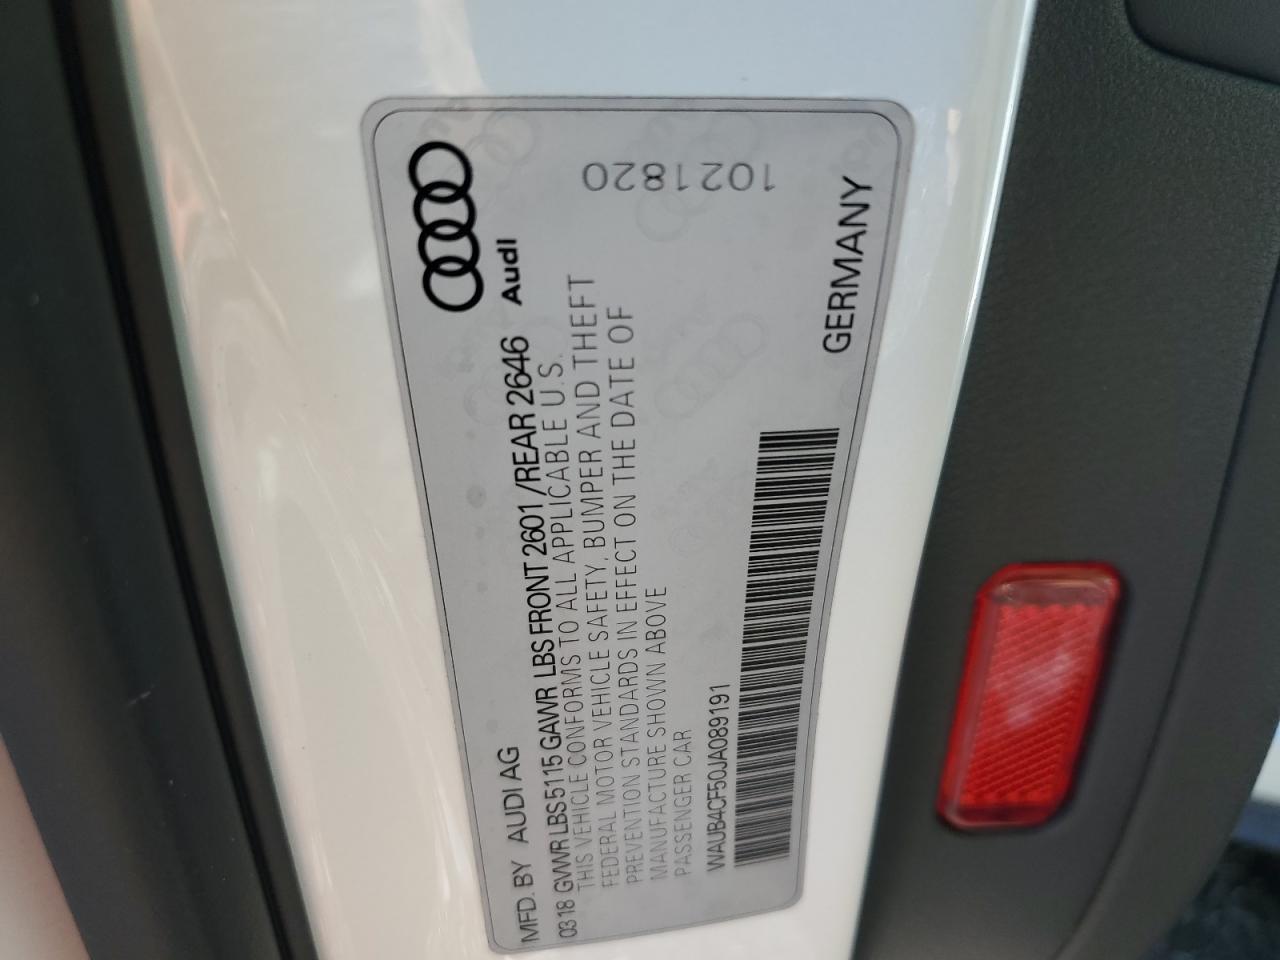 Audi
MFD. BY AUDI AG
0318 GVWR LBS 5115 GAWR LBS FRONT 2601 /REAR 2646
THIS VEHICLE CONFORMS TO ALL APPLICABLE U.S.
FEDERAL MOTOR VEHICLE SAFETY, BUMPER AND THEFT
PREVENTION STANDARDS IN EFFECT ON THE DATE OF
MANUFACTURE SHOWN ABOVE
PASSENGER CAR
WAUB4CF50JA089191
GERMANY
1021820